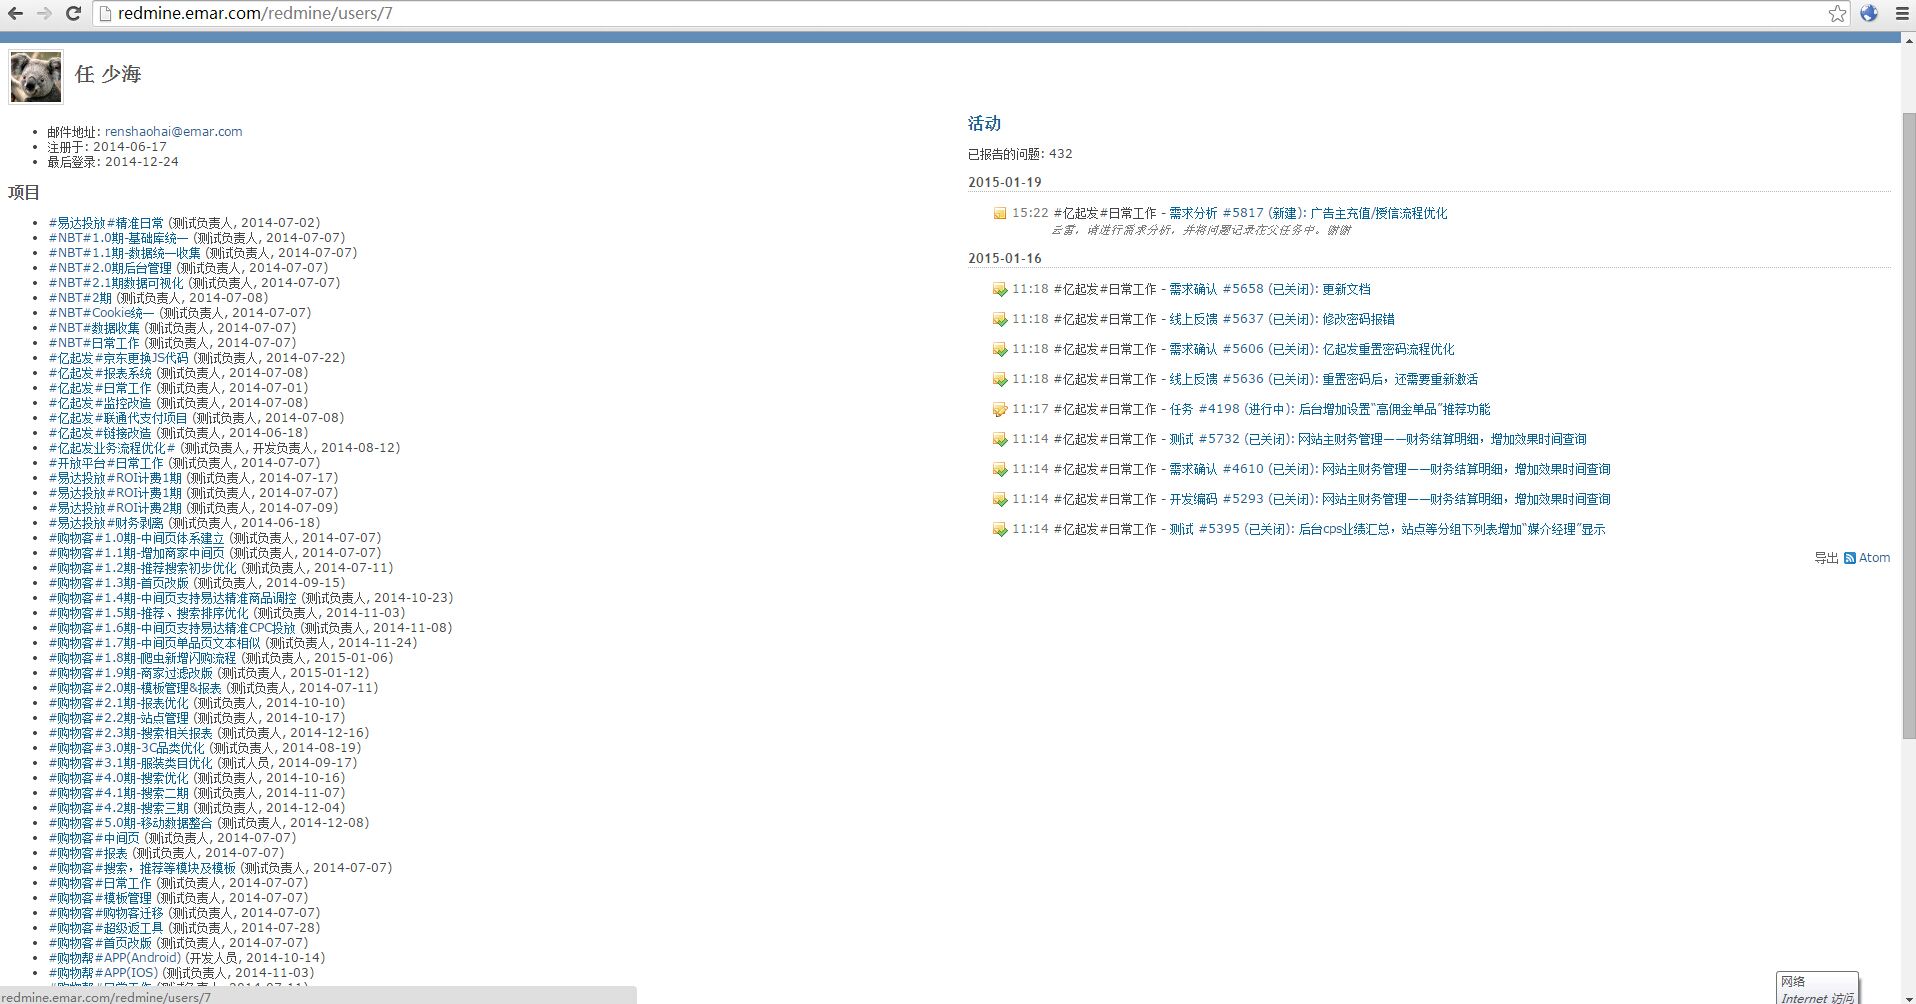 redmine.emar.com/redmine/users/7
任 少海
邮件地址: renshaohai@emar.com
注册于: 2014-06-17
最后登录: 2014-12-24
项目
#易达投放#精准日常 (测试负责人, 2014-07-02)
#NBT#1.0期-基础库统一 (测试负责人, 2014-07-07)
#NBT#1.1期-数据统一收集 (测试负责人, 2014-07-07)
#NBT#2.0期后台管理 (测试负责人, 2014-07-07)
#NBT#2.1期数据可视化 (测试负责人, 2014-07-07)
#NBT#2期 (测试负责人, 2014-07-08)
#NBT#Cookie统一 (测试负责人, 2014-07-07)
#NBT#数据收集 (测试负责人, 2014-07-07)
#NBT#日常工作 (测试负责人, 2014-07-07)
#亿起发#京东更换JS代码 (测试负责人, 2014-07-22)
#亿起发#报表系统 (测试负责人, 2014-07-08)
#亿起发#日常工作 (测试负责人, 2014-07-01)
#亿起发#监控改造 (测试负责人, 2014-07-08)
#亿起发#联通代支付项目 (测试负责人, 2014-07-08)
#亿起发#链接改造 (测试负责人, 2014-06-18)
#亿起发业务流程优化# (测试负责人, 开发负责人, 2014-08-12)
#开放平台#日常工作 (测试负责人, 2014-07-07)
#易达投放#ROI计费1期 (测试负责人, 2014-07-17)
#易达投放#ROI计费1期 (测试负责人, 2014-07-07)
#易达投放#ROI计费2期 (测试负责人, 2014-07-09)
#易达投放#财务剥离 (测试负责人, 2014-06-18)
#购物客#1.0期-中间页体系建立 (测试负责人, 2014-07-07)
#购物客#1.1期-增加商家中间页 (测试负责人, 2014-07-07)
#购物客#1.2期-推荐搜索初步优化 (测试负责人, 2014-07-11)
#购物客#1.3期-首页改版 (测试负责人, 2014-09-15)
#购物客#1.4期-中间页支持易达精准商品调控 (测试负责人, 2014-10-23)
#购物客#1.5期-推荐、搜索排序优化 (测试负责人, 2014-11-03)
#购物客#1.6期-中间页支持易达精准CPC投放 (测试负责人, 2014-11-08)
#购物客#1.7期-中间页单品页文本相似 (测试负责人, 2014-11-24)
#购物客#1.8期-爬虫新增闪购流程 (测试负责人, 2015-01-06)
#购物客#1.9期-商家过滤改版 (测试负责人, 2015-01-12)
#购物客#2.0期-模板管理&报表 (测试负责人, 2014-07-11)
#购物客#2.1期-报表优化 (测试负责人, 2014-10-10)
#购物客#2.2期-站点管理 (测试负责人, 2014-10-17)
#购物客#2.3期-搜索相关报表 (测试负责人, 2014-12-16)
#购物客#3.0期-3C品类优化 (测试负责人, 2014-08-19)
#购物客#3.1期-服装类目优化 (测试人员, 2014-09-17)
#购物客#4.0期-搜索优化 (测试负责人, 2014-10-16)
#购物客#4.1期-搜索二期 (测试负责人, 2014-11-07)
#购物客#4.2期-搜索三期 (测试负责人, 2014-12-04)
#购物客#5.0期-移动数据整合 (测试负责人, 2014-12-08)
#购物客#中间页 (测试负责人, 2014-07-07)
#购物客#报表 (测试负责人, 2014-07-07)
#购物客#搜索，推荐等模块及模板 (测试负责人, 2014-07-07)
#购物客#日常工作 (测试负责人, 2014-07-07)
#购物客#模板管理 (测试负责人, 2014-07-07)
#购物客#购物客迁移 (测试负责人, 2014-07-07)
#购物客#超级返工具 (测试负责人, 2014-07-28)
#购物客#首页改版 (测试负责人, 2014-07-07)
#购物帮#APP(Android) (开发人员, 2014-10-14)
#购物帮#APP(IOS) (测试负责人, 2014-11-03)
redmine.emar.com/redmine/users/7
活动
已报告的问题: 432
2015-01-19
15:22 #亿起发#日常工作 - 需求分析 #5817 (新建): 广告主充值/授信流程优化
云雷，请进行需求分析，并将问题记录在父任务中。谢谢
2015-01-16
11:18 #亿起发#日常工作 - 需求确认 #5658 (已关闭): 更新文档
11:18 #亿起发#日常工作 - 线上反馈 #5637 (已关闭): 修改密码报错
11:18 #亿起发#日常工作 - 需求确认 #5606 (已关闭): 亿起发重置密码流程优化
11:18 #亿起发#日常工作 - 线上反馈 #5636 (已关闭): 重置密码后，还需要重新激活
11:17 #亿起发#日常工作 - 任务 #4198 (进行中): 后台增加设置“高佣金单品”推荐功能
11:14 #亿起发#日常工作 - 测试 #5732 (已关闭): 网站主财务管理——财务结算明细，增加效果时间查询
11:14 #亿起发#日常工作 - 需求确认 #4610 (已关闭): 网站主财务管理——财务结算明细，增加效果时间查询
11:14 #亿起发#日常工作 - 开发编码 #5293 (已关闭): 网站主财务管理——财务结算明细，增加效果时间查询
11:14 #亿起发#日常工作 - 测试 #5395 (已关闭): 后台cps业绩汇总，站点等分组下列表增加“媒介经理”显示
导出 Atom
网络
Internet 访问